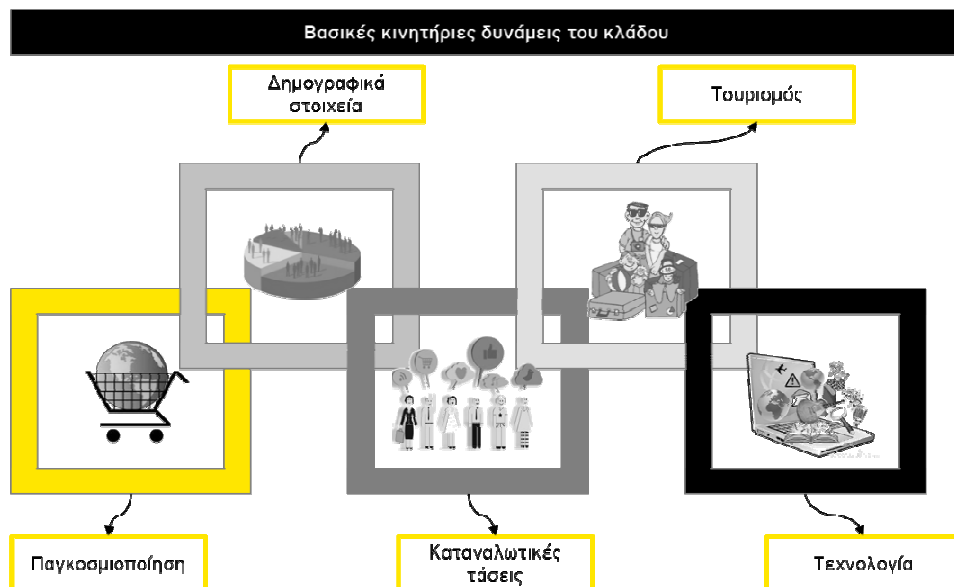 Βασικές κινητήριες δυνάμεις του κλάδου
Δημογραφικά
στοιχεία
Τουρισμός
Παγκοσμιοποίηση
Καταναλωτικές
τάσεις
Τεχνολογία